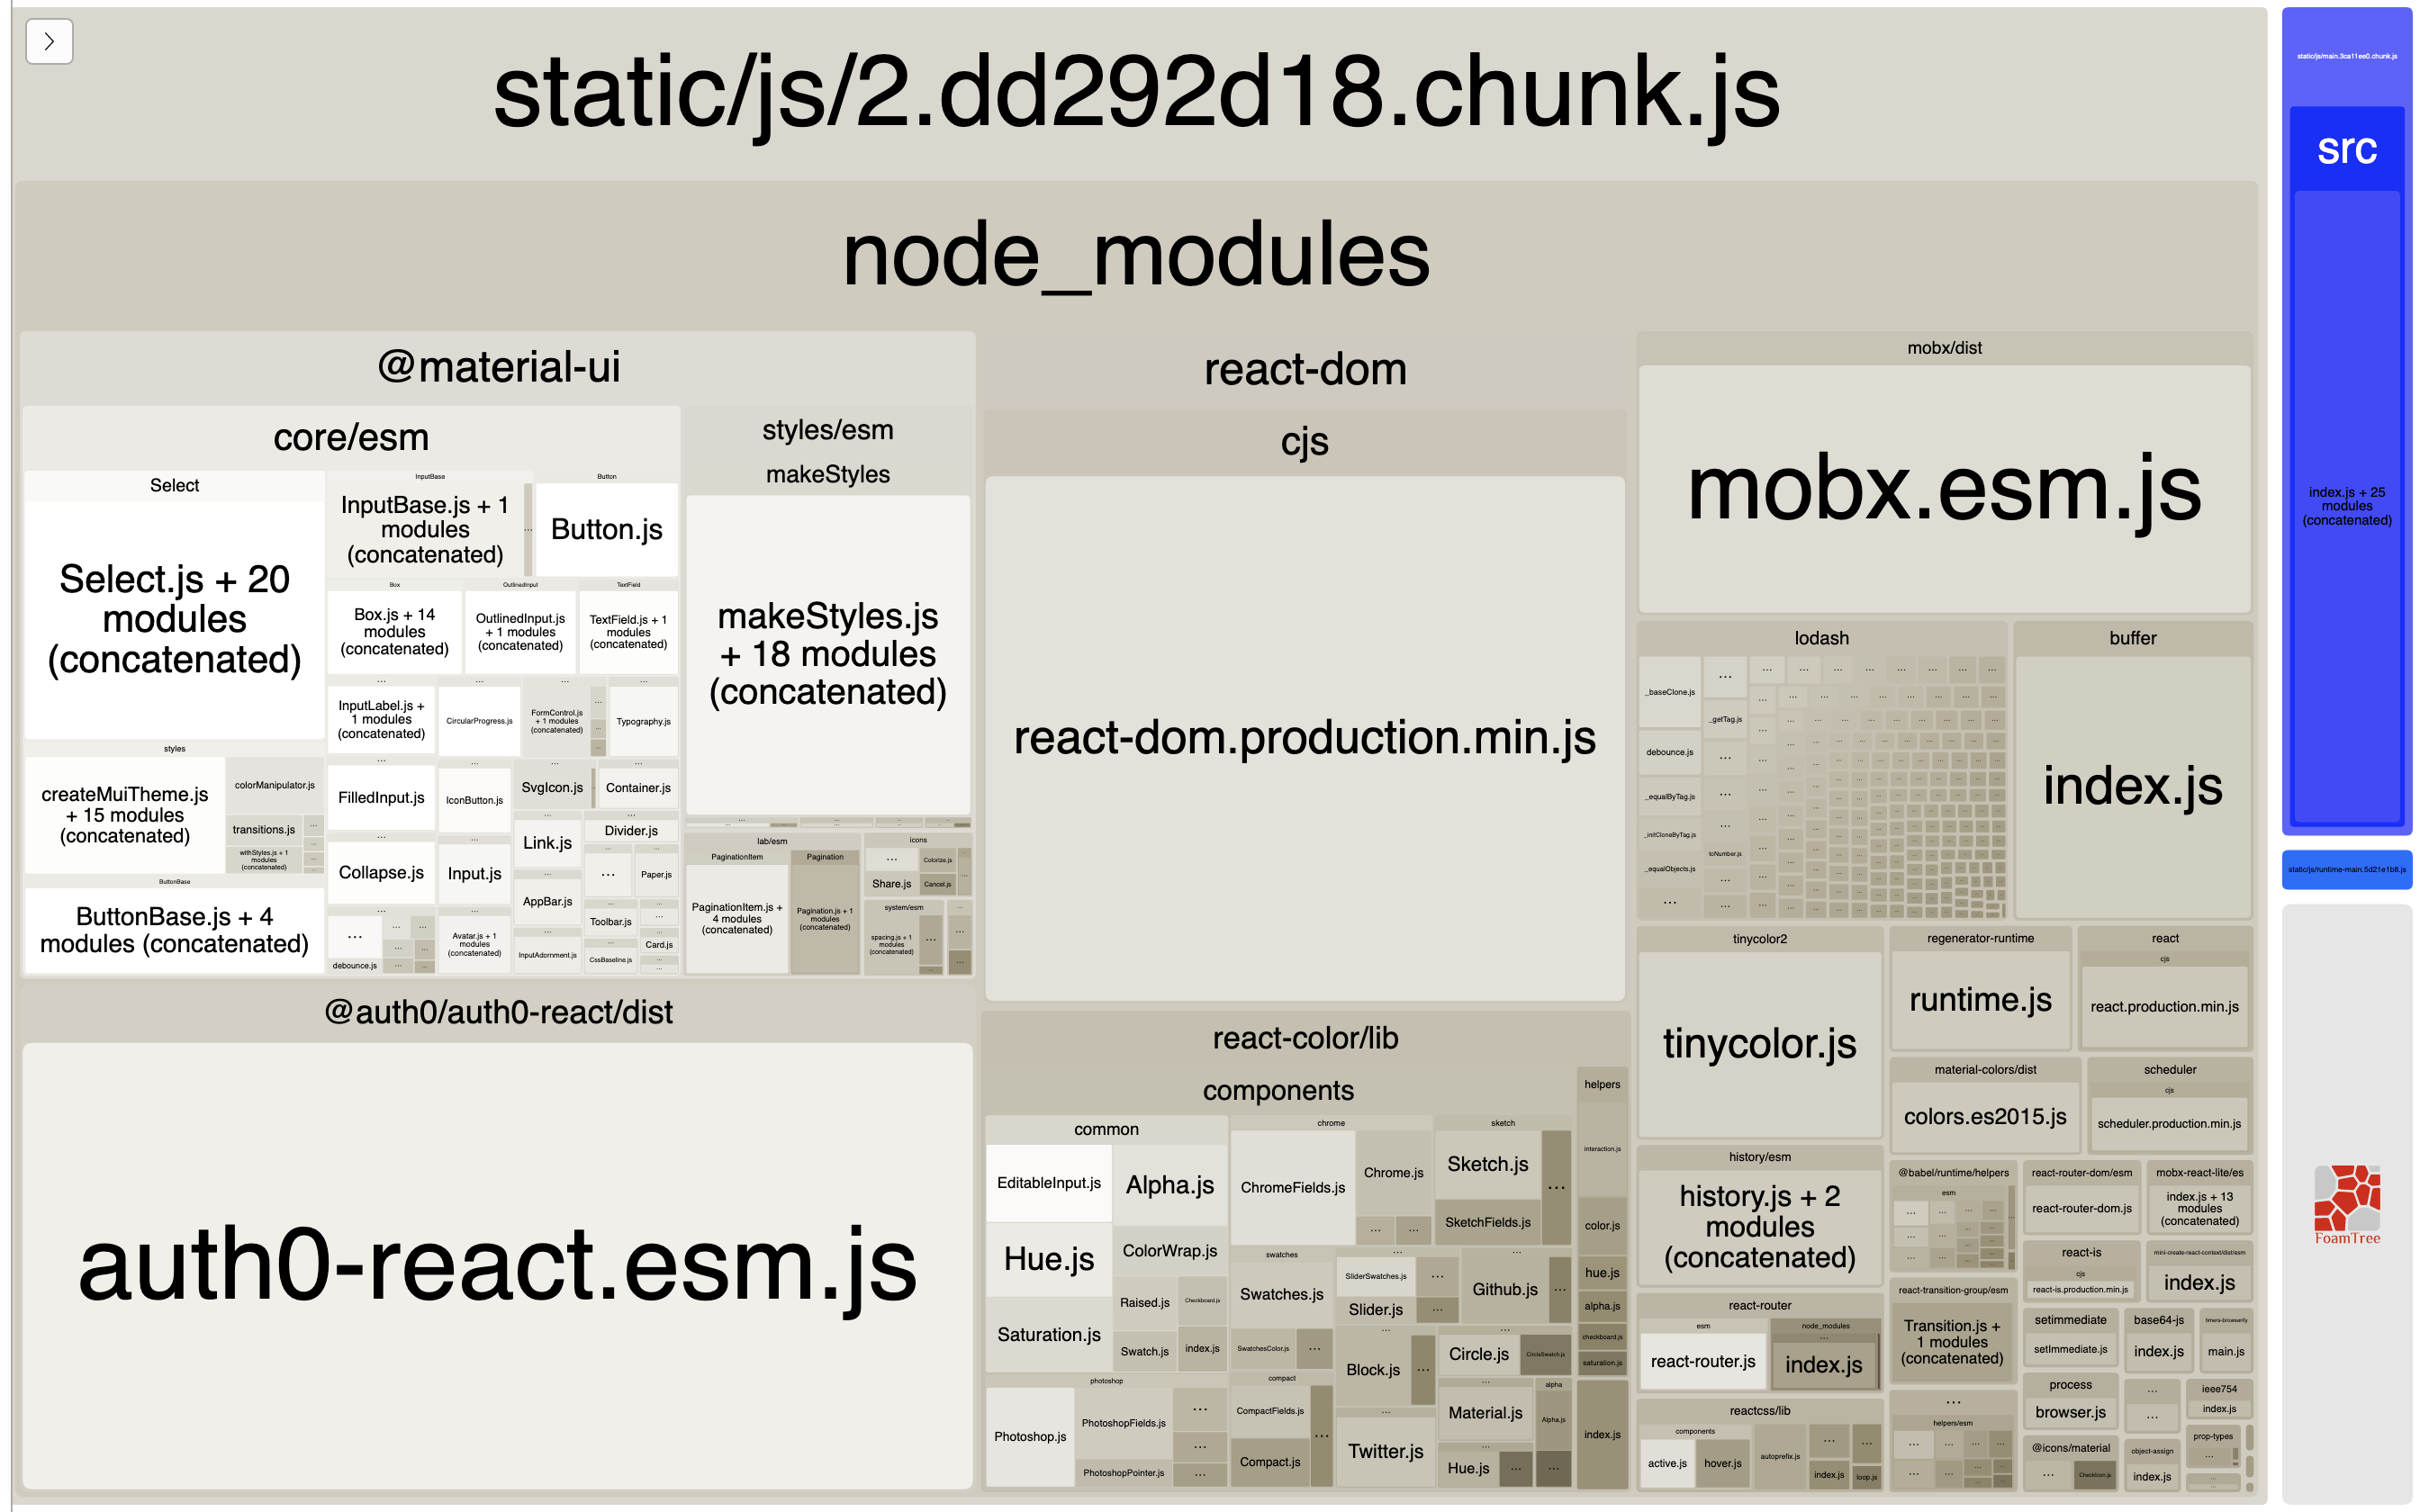 static/js/2.dd292d18.chunk.js
node_modules
@material-ui
core/esm
Select
Select.js + 20
modules
(concatenated)
styles
createMuiTheme.js
+ 15 modules
(concatenated)
colorManipulator.js
transitions.js
withStyles.js + 1
modules
(concatenated)
ButtonBase
ButtonBase.js + 4
modules (concatenated)
InputBase
InputBase.js + 1
modules
(concatenated)
Button
Button.js
Box
Box.js + 14
modules
(concatenated)
OutlinedInput
OutlinedInput.js
+ 1 modules
(concatenated)
TextField
TextField.js + 1
modules
(concatenated)
InputLabel.js +
1 modules
(concatenated)
CircularProgress.js
FormControl.js
+ 1 modules
(concatenated)
Typography.js
FilledInput.js
IconButton.js
SvgIcon.js
Container.js
Collapse.js
Input.js
Link.js
Divider.js
Paper.js
AppBar.js
Toolbar.js
Card.js
debounce.js
Avatar.js + 1
modules
(concatenated)
InputAdornment.js
CssBaseline.js
styles/esm
makeStyles
makeStyles.js
+ 18 modules
(concatenated)
lab/esm
PaginationItem
PaginationItem.js +
4 modules
(concatenated)
Pagination
Pagination.js + 1
modules
(concatenated)
icons
Colorize.js
Share.js
Cancel.js
system/esm
spacing.js + 1
modules
(concatenated)
@auth0/auth0-react/dist
auth0-react.esm.js
react-dom
cjs
react-dom.production.min.js
react-color/lib
components
common
EditableInput.js
Alpha.js
Hue.js
ColorWrap.js
Saturation.js
Raised.js
Checkboard.js
Swatch.js
index.js
photoshop
Photoshop.js
PhotoshopFields.js
PhotoshopPointer.js
chrome
ChromeFields.js
Chrome.js
sketch
Sketch.js
SketchFields.js
swatches
Swatches.js
SwatchesColor.js
SliderSwatches.js
Slider.js
Github.js
compact
CompactFields.js
Compact.js
Block.js
Circle.js
CircleSwatch.js
Twitter.js
Material.js
Hue.js
alpha
Alpha.js
helpers
interaction.js
color.js
hue.js
alpha.js
checkboard.js
saturation.js
index.js
mobx/dist
mobx.esm.js
lodash
_baseClone.js
_getTag.js
debounce.js
_equalByTag.js
_initCloneByTag.js
toNumber.js
_equalObjects.js
buffer
index.js
tinycolor2
tinycolor.js
regenerator-runtime
runtime.js
react
cjs
react.production.min.js
material-colors/dist
colors.es2015.js
scheduler
cjs
scheduler.production.min.js
history/esm
history.js + 2
modules
(concatenated)
@babel/runtime/helpers
esm
react-router-dom/esm
react-router-dom.js
mobx-react-lite/es
index.js + 13
modules
(concatenated)
react-is
cjs
react-is.production.min.js
mini-create-react-context/dist/esm
index.js
react-router
esm
react-router.js
node_modules
index.js
react-transition-group/esm
Transition.js +
1 modules
(concatenated)
setimmediate
setImmediate.js
base64-js
index.js
timers-browserify
main.js
process
browser.js
ieee754
index.js
reactcss/lib
components
active.js
hover.js
autoprefix.js
index.js
loop.js
helpers/esm
@icons/material
CheckIcon.js
object-assign
index.js
prop-types
static/js/main.3ca11ee0.chunk.js
src
index.js + 25
modules
(concatenated)
static/js/runtime-main.5d21e1b8.js
FoamTree